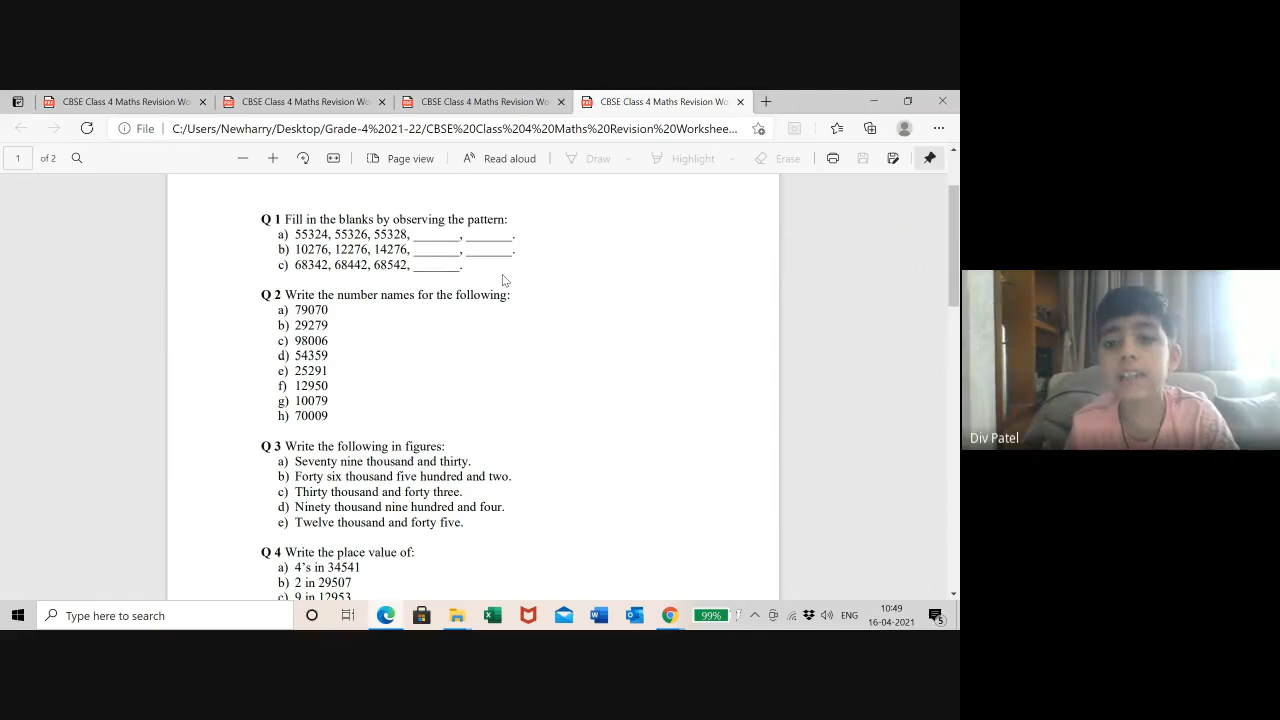 CBSE Class 4 Maths Revision Wo
CBSE Class 4 Maths Revision Wo
CBSE Class 4 Maths Revision Wo
CBSE Class 4 Maths Revision Wo
File | C:/Users/Newharry/Desktop/Grade-4%2021-22/CBSE%20Class%204%20Maths%20Revision%20Workshee...
1 of 2 Page view Read aloud Draw Highlight Erase
Q 1 Fill in the blanks by observing the pattern:
a) 55324, 55326, 55328, _______, _______.
b) 10276, 12276, 14276, _______, _______.
c) 68342, 68442, 68542, _______.
Q 2 Write the number names for the following:
a) 79070
b) 29279
c) 98006
d) 54359
e) 25291
f) 12950
g) 10079
h) 70009
Q 3 Write the following in figures:
a) Seventy nine thousand and thirty.
b) Forty six thousand five hundred and two.
c) Thirty thousand and forty three.
d) Ninety thousand nine hundred and four.
e) Twelve thousand and forty five.
Q 4 Write the place value of:
a) 4's in 34541
b) 2 in 29507
c) 9 in 12953
Div Patel
Type here to search
99%
ENG
10:49
16-04-2021
5